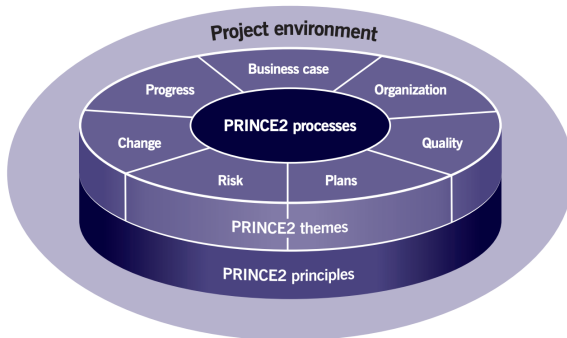 Project environment
Business case
Progress
Organization
PRINCE2 processes
Change
Quality
Risk
Plans
PRINCE2 themes
PRINCE2 principles